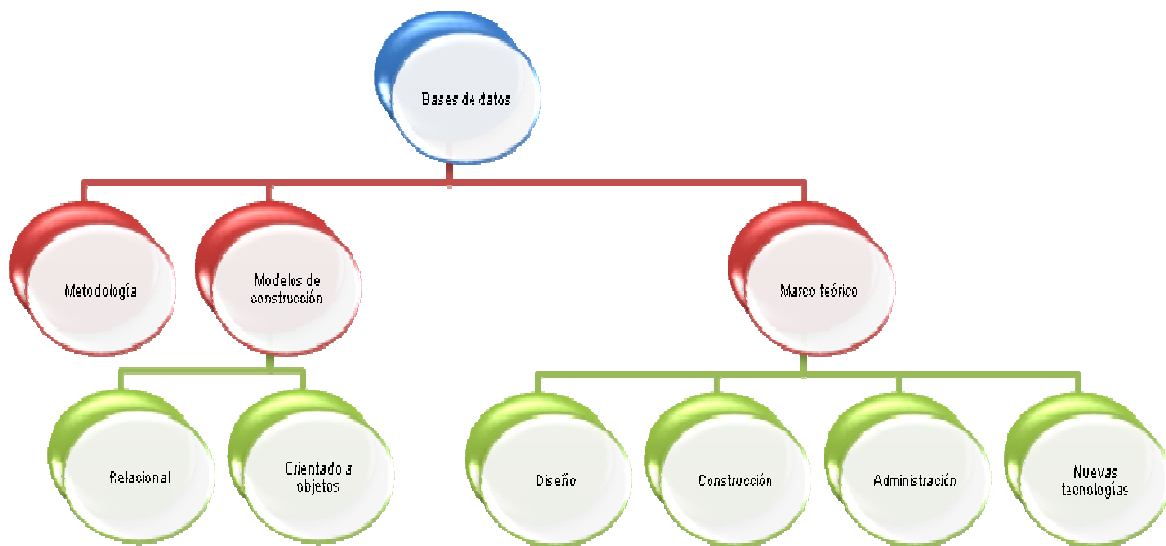 Bases de datos
Metodología
Modelos de
construcción
Marco teórico
Relacional
Orientado a
objetos
Diseño
Construcción
Administración
Nuevas
tecnologías